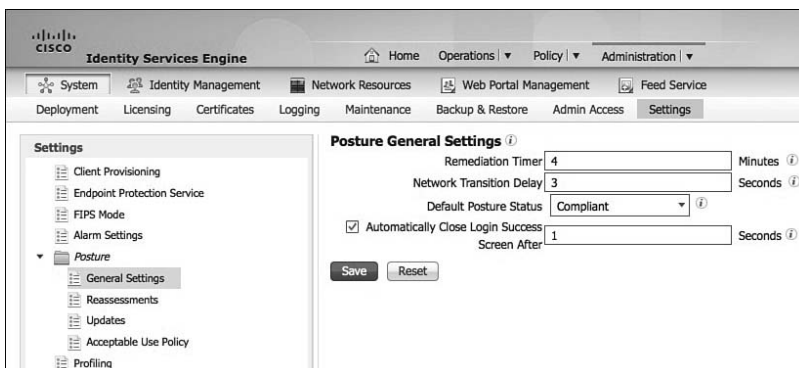 CISCO Identity Services Engine Home Operations | Policy | Administration |
System Identity Management Network Resources Web Portal Management Feed Service
Deployment Licensing Certificates Logging Maintenance Backup & Restore Admin Access Settings
Settings
Client Provisioning
Endpoint Protection Service
FIPS Mode
Alarm Settings
Posture
General Settings
Reassessments
Updates
Acceptable Use Policy
Profiling
Posture General Settings i
Remediation Timer 4 Minutes i
Network Transition Delay 3 Seconds i
Default Posture Status Compliant i
Automatically Close Login Success
Screen After 1 Seconds i
Save Reset